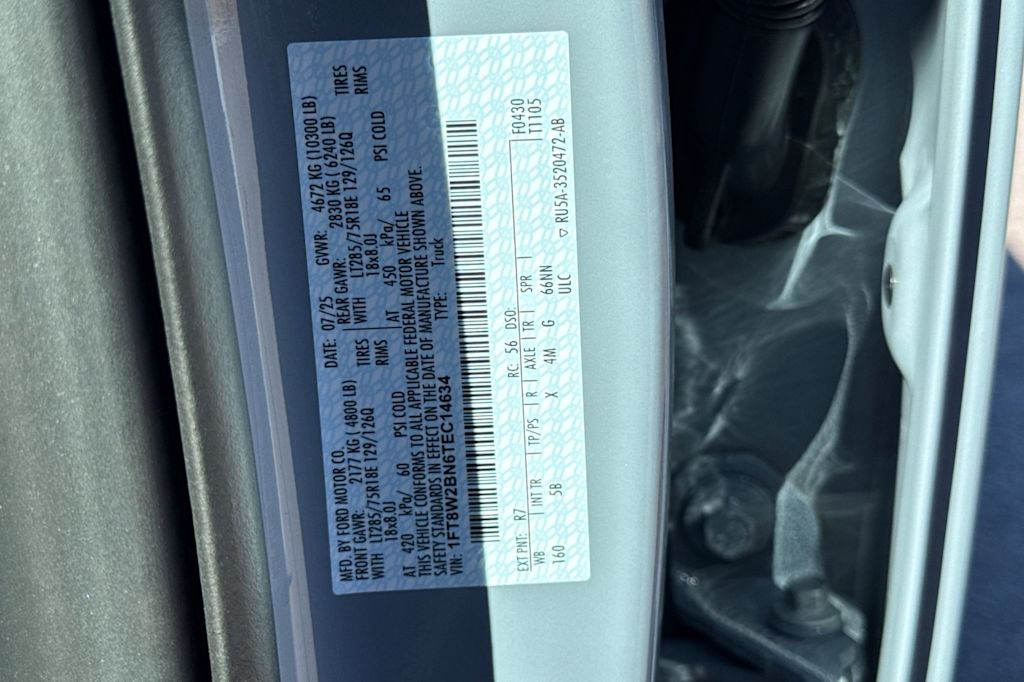 MFD. BY FORD MOTOR CO.
DATE: 07/25 GVWR: 4672 KG (10300 LB)
FRONT GAWR: 2177 KG ( 4800 LB) REAR GAWR: 2830 KG ( 6240 LB)
WITH LT285/75R18E 129/126Q TIRES WITH LT285/75R18E 129/126Q TIRES
18x8.0J RIMS 18x8.0J RIMS
AT 420 kPa/ 60 PSI COLD AT 450 kPa/ 65 PSI COLD
THIS VEHICLE CONFORMS TO ALL APPLICABLE FEDERAL MOTOR VEHICLE
SAFETY STANDARDS IN EFFECT ON THE DATE OF MANUFACTURE SHOWN ABOVE.
VIN: 1FT8W2BN6TEC14634 TYPE: Truck
EXT PNT: R7 RC: 56 DSO: F0430
WB INT TR TP/PS R AXLE TR SPR T1105
160 5B X 4M G 66NN
ULC ▽ RU5A-3520472-AB